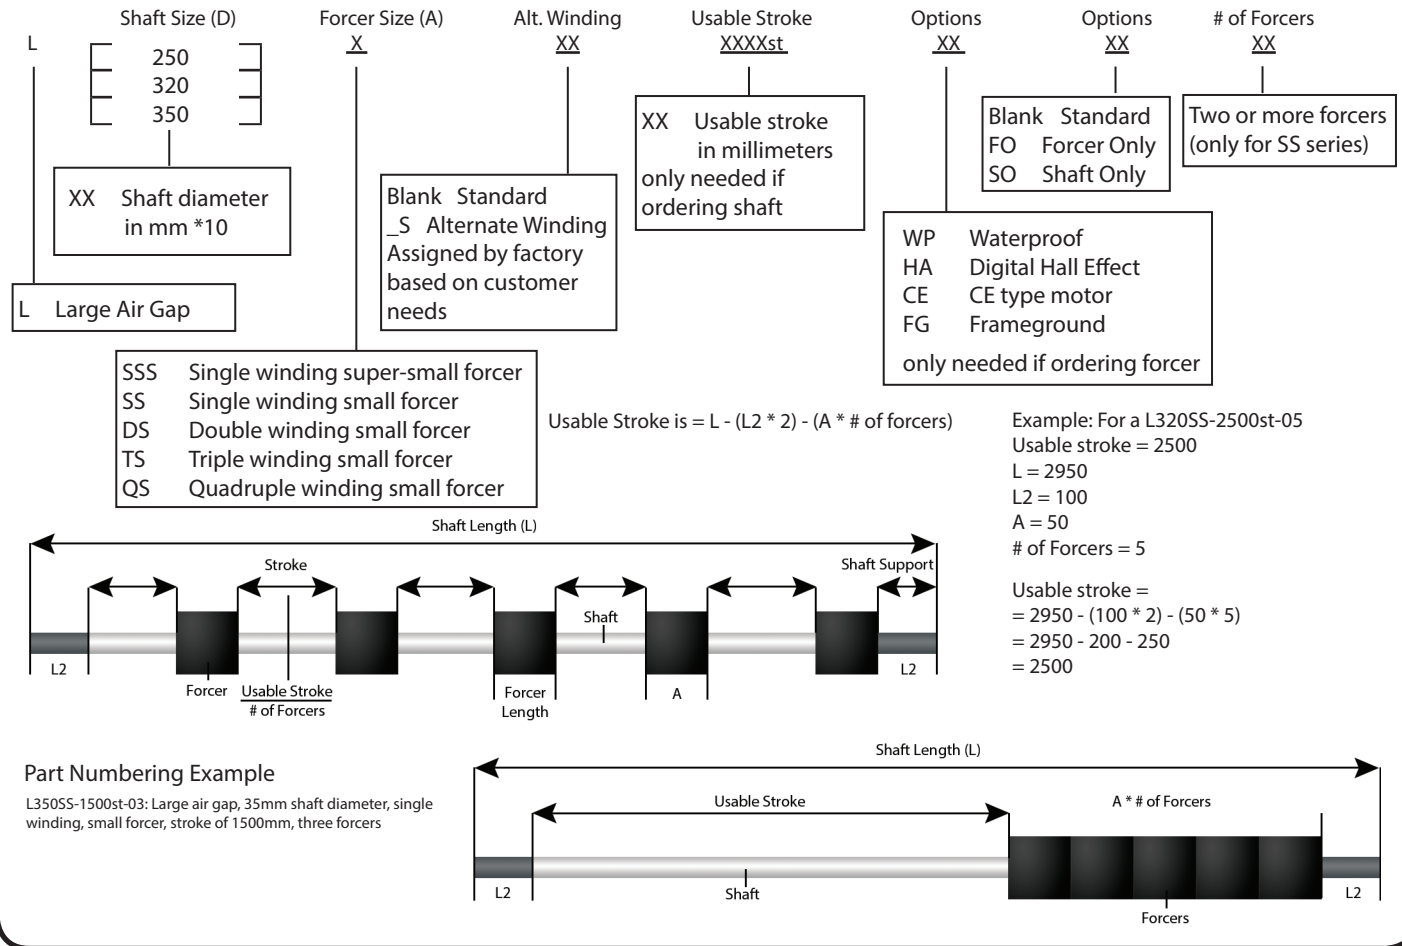 Shaft Size (D)
Forcer Size (A)
Alt. Winding
Usable Stroke
Options
Options
# of Forcers
L
250
320
350
X
XX
XXXXst
XX
XX
XX
XX Shaft diameter
in mm *10
L Large Air Gap
Blank Standard
_S Alternate Winding
Assigned by factory
based on customer
needs
XX Usable stroke
in millimeters
only needed if
ordering shaft
Blank Standard
FO Forcer Only
SO Shaft Only
Two or more forcers
(only for SS series)
WP Waterproof
HA Digital Hall Effect
CE CE type motor
FG Frameground
only needed if ordering forcer
SSS Single winding super-small forcer
SS Single winding small forcer
DS Double winding small forcer
TS Triple winding small forcer
QS Quadruple winding small forcer
Usable Stroke is = L - (L2 * 2) - (A * # of forcers)
Example: For a L320SS-2500st-05
Usable stroke = 2500
L = 2950
L2 = 100
A = 50
# of Forcers = 5
Usable stroke =
= 2950 - (100 * 2) - (50 * 5)
= 2950 - 200 - 250
= 2500
Shaft Length (L)
Stroke
Shaft Support
Shaft
L2
Forcer
Usable Stroke
# of Forcers
Forcer
Length
A
L2
Part Numbering Example
L350SS-1500st-03: Large air gap, 35mm shaft diameter, single
winding, small forcer, stroke of 1500mm, three forcers
Shaft Length (L)
Usable Stroke
A * # of Forcers
L2
Shaft
Forcers
L2